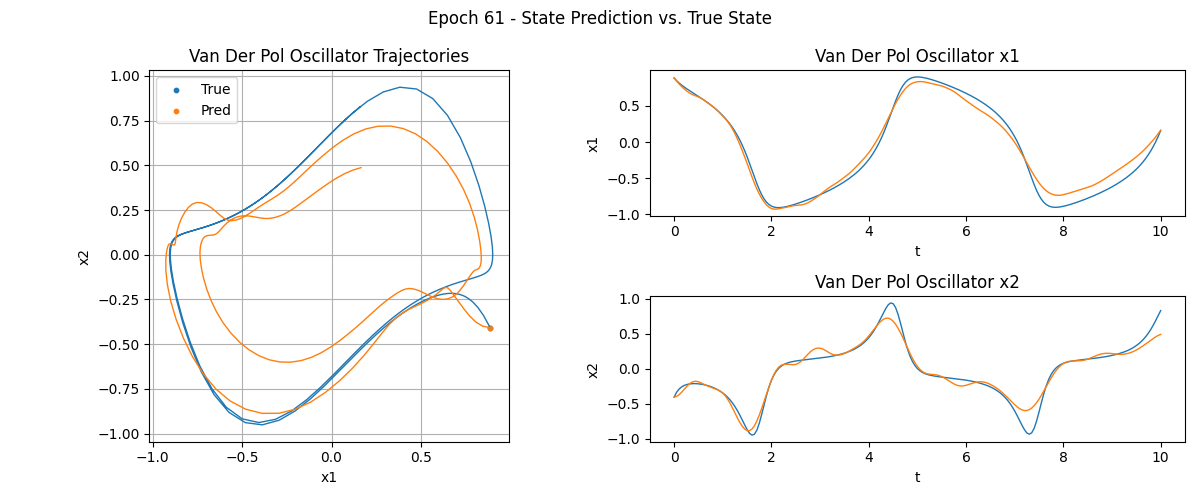 Epoch 61 - State Prediction vs. True State
Van Der Pol Oscillator Trajectories
True
Pred
1.00
0.75
0.50
0.25
0.00
−0.25
−0.50
−0.75
−1.00
x2
−1.0
−0.5
0.0
0.5
x1
Van Der Pol Oscillator x1
0.5
0.0
−0.5
−1.0
x1
0
2
4
6
8
10
t
Van Der Pol Oscillator x2
1.0
0.5
0.0
−0.5
−1.0
x2
0
2
4
6
8
10
t